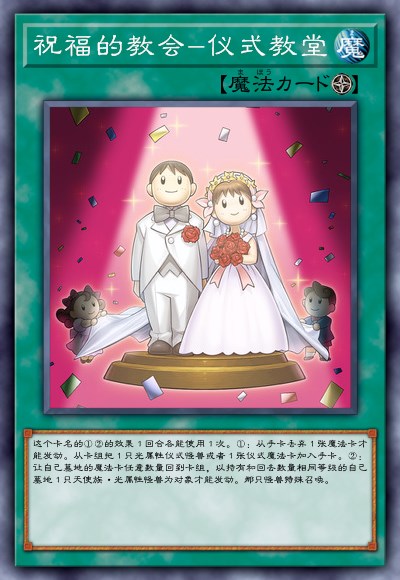 祝福的教会-仪式教堂
魔
【魔法カード】
まほう
这个卡名的①②的效果1回合各能使用1次。①：从手卡丢弃1张魔法卡才
能发动。从卡组把1只光属性仪式怪兽或者1张仪式魔法卡加入手卡。②：
让自己墓地的魔法卡任意数量回到卡组，以持有和回去数量相同等级的自己
墓地1只天使族·光属性怪兽为对象才能发动。那只怪兽特殊召唤。